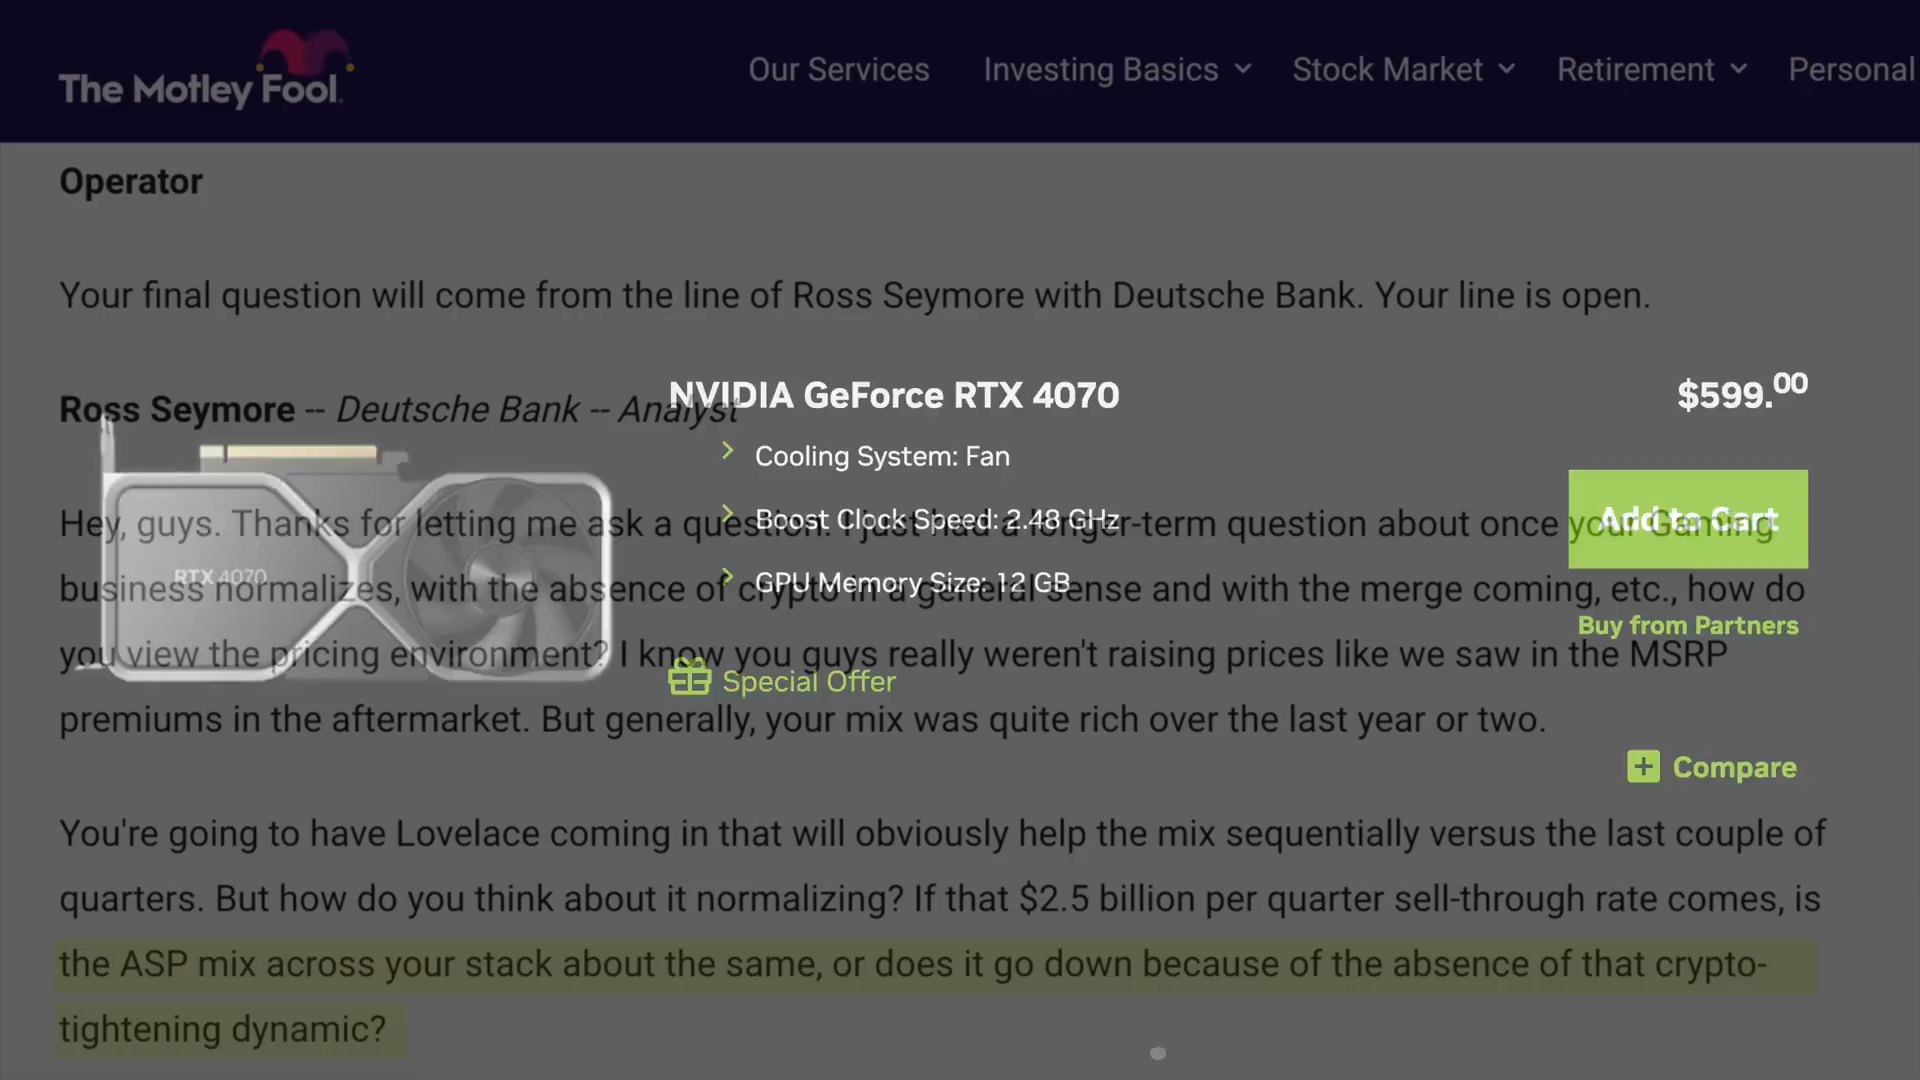 The Motley Fool.
Our Services
Investing Basics
Stock Market
Retirement
Personal
Operator
Your final question will come from the line of Ross Seymore with Deutsche Bank. Your line is open.
Ross Seymore -- Deutsche Bank -- Analyst
NVIDIA GeForce RTX 4070
$599.00
Cooling System: Fan
Boost Clock Speed: 2.48 GHz
GPU Memory Size: 12 GB
Add to Cart
Buy from Partners
Special Offer
Compare
RTX 4070
Hey, guys. Thanks for letting me ask a question. I just had a longer-term question about once your Gaming
business normalizes, with the absence of crypto in a general sense and with the merge coming, etc., how do
you view the pricing environment? I know you guys really weren't raising prices like we saw in the MSRP
premiums in the aftermarket. But generally, your mix was quite rich over the last year or two.
You're going to have Lovelace coming in that will obviously help the mix sequentially versus the last couple of
quarters. But how do you think about it normalizing? If that $2.5 billion per quarter sell-through rate comes, is
the ASP mix across your stack about the same, or does it go down because of the absence of that crypto-
tightening dynamic?